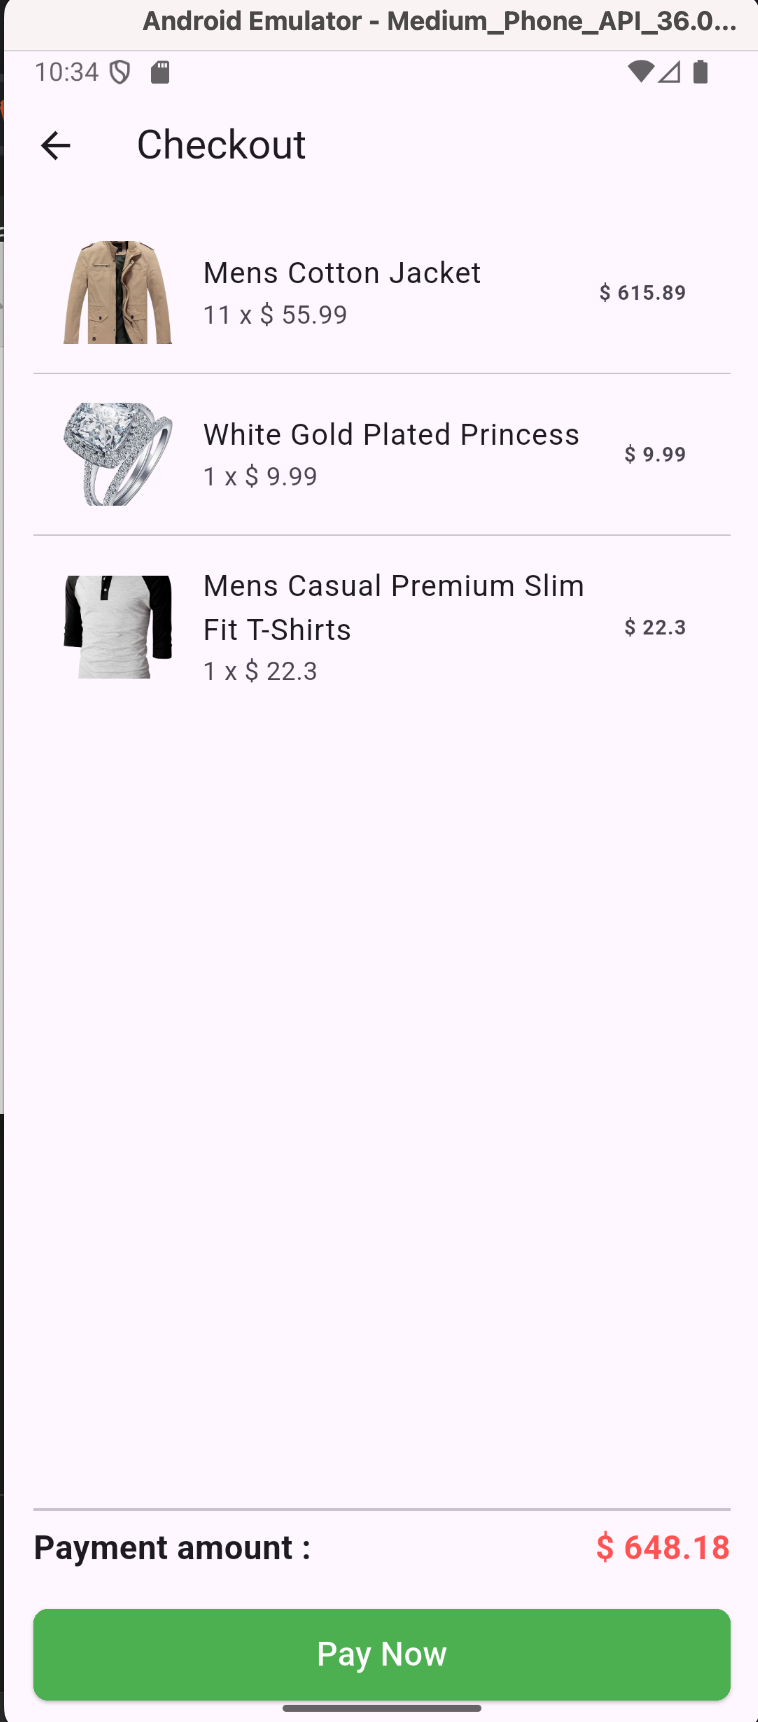 Android Emulator - Medium_Phone_API_36.0...
10:34
Checkout
Mens Cotton Jacket
11 x $ 55.99
$ 615.89
White Gold Plated Princess
1 x $ 9.99
$ 9.99
Mens Casual Premium Slim
Fit T-Shirts
1 x $ 22.3
$ 22.3
Payment amount :
$ 648.18
Pay Now